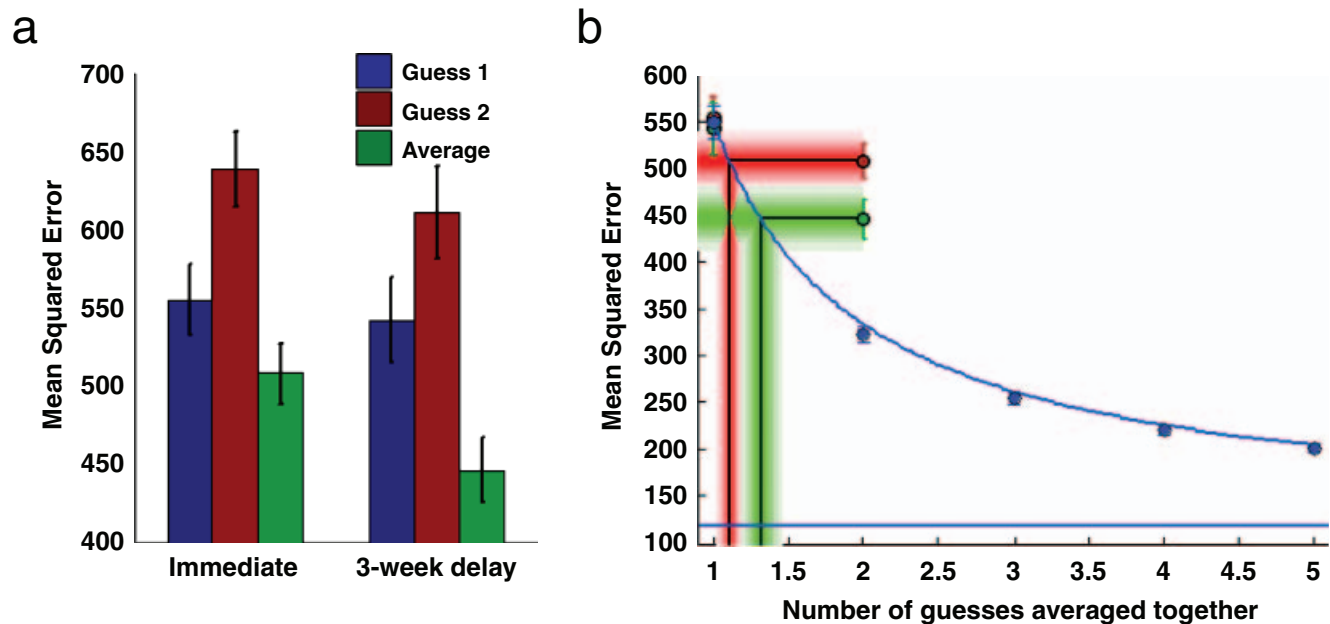 a
700
650
600
550
500
450
400
Mean Squared Error
Guess 1
Guess 2
Average
Immediate
3-week delay
b
600
550
500
450
400
350
300
250
200
150
100
Mean Squared Error
1 1.5 2 2.5 3 3.5 4 4.5 5
Number of guesses averaged together